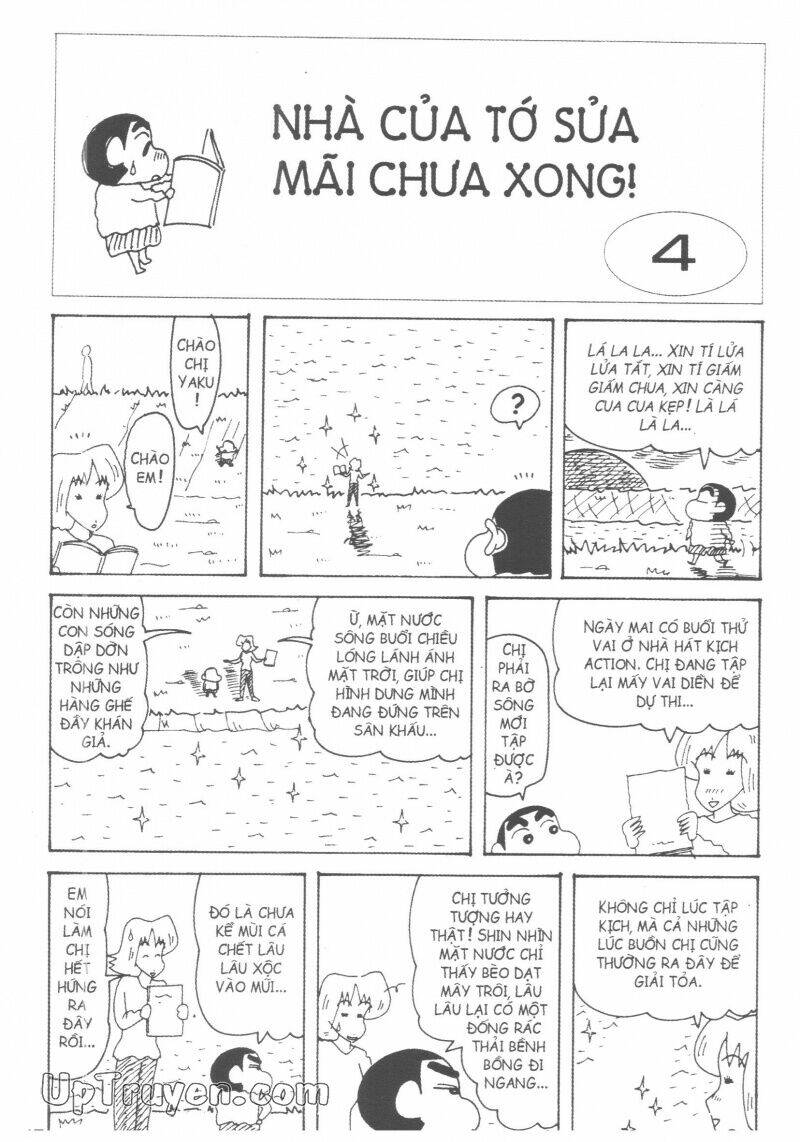 NHÀ CỦA TỚ SỬA
MÃI CHƯA XONG!
4
LÁ LA LA... XIN TÍ LỬA
LỬA TẮT, XIN TÍ GIẤM
GIẤM CHUA, XIN CÀNG
CUA CUA KẸP! LÀ LÁ
LÀ LA...
?
CHÀO
CHỊ
YAKU
!
CHÀO
EM!
NGÀY MAI CÓ BUỔI THỬ
VAI Ở NHÀ HÁT KỊCH
ACTION. CHỊ ĐANG TẬP
LẠI MẤY VAI DIỄN ĐỂ
DỰ THI...
CHỊ
PHẢI
RA BỜ
SÔNG
MỚI
TẬP
ĐƯỢC
À?
Ừ, MẶT NƯỚC
SÔNG BUỔI CHIỀU
LÓNG LÁNH ÁNH
MẶT TRỜI, GIÚP CHỊ
HÌNH DUNG MÌNH
ĐANG ĐỨNG TRÊN
SÂN KHẤU...
CÒN NHỮNG
CON SÓNG
DẬP DỜN
TRÔNG NHƯ
NHỮNG
HÀNG GHẾ
ĐẦY KHÁN
GIẢ.
KHÔNG CHỈ LÚC TẬP
KỊCH, MÀ CẢ NHỮNG
LÚC BUỒN CHỊ CŨNG
THƯỜNG RA ĐÂY ĐỂ
GIẢI TỎA.
CHỊ TƯỞNG
TƯỢNG HAY
THẬT! SHIN NHÌN
MẶT NƯỚC CHỈ
THẤY BÈO DẠT
MÂY TRÔI, LÂU
LÂU LẠI CÓ MỘT
ĐỐNG RÁC
THẢI BỀNH
BỒNG ĐI
NGANG...
ĐÓ LÀ CHƯA
KỂ MÙI CÁ
CHẾT LÂU
LÂU XỘC
VÀO MŨI...
EM
NÓI
LÀM
CHỊ
HẾT
HỨNG
RA
ĐÂY
RỒI...
UpTruyen.com